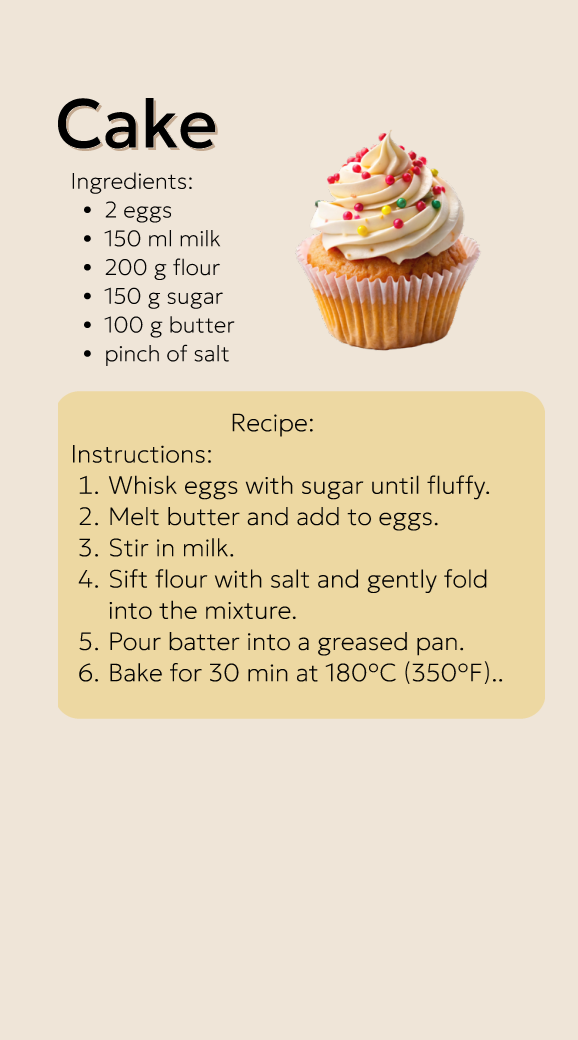 Cake
Ingredients:
• 2 eggs
• 150 ml milk
• 200 g flour
• 150 g sugar
• 100 g butter
• pinch of salt
Recipe:
Instructions:
1. Whisk eggs with sugar until fluffy.
2. Melt butter and add to eggs.
3. Stir in milk.
4. Sift flour with salt and gently fold
into the mixture.
5. Pour batter into a greased pan.
6. Bake for 30 min at 180°C (350°F)..